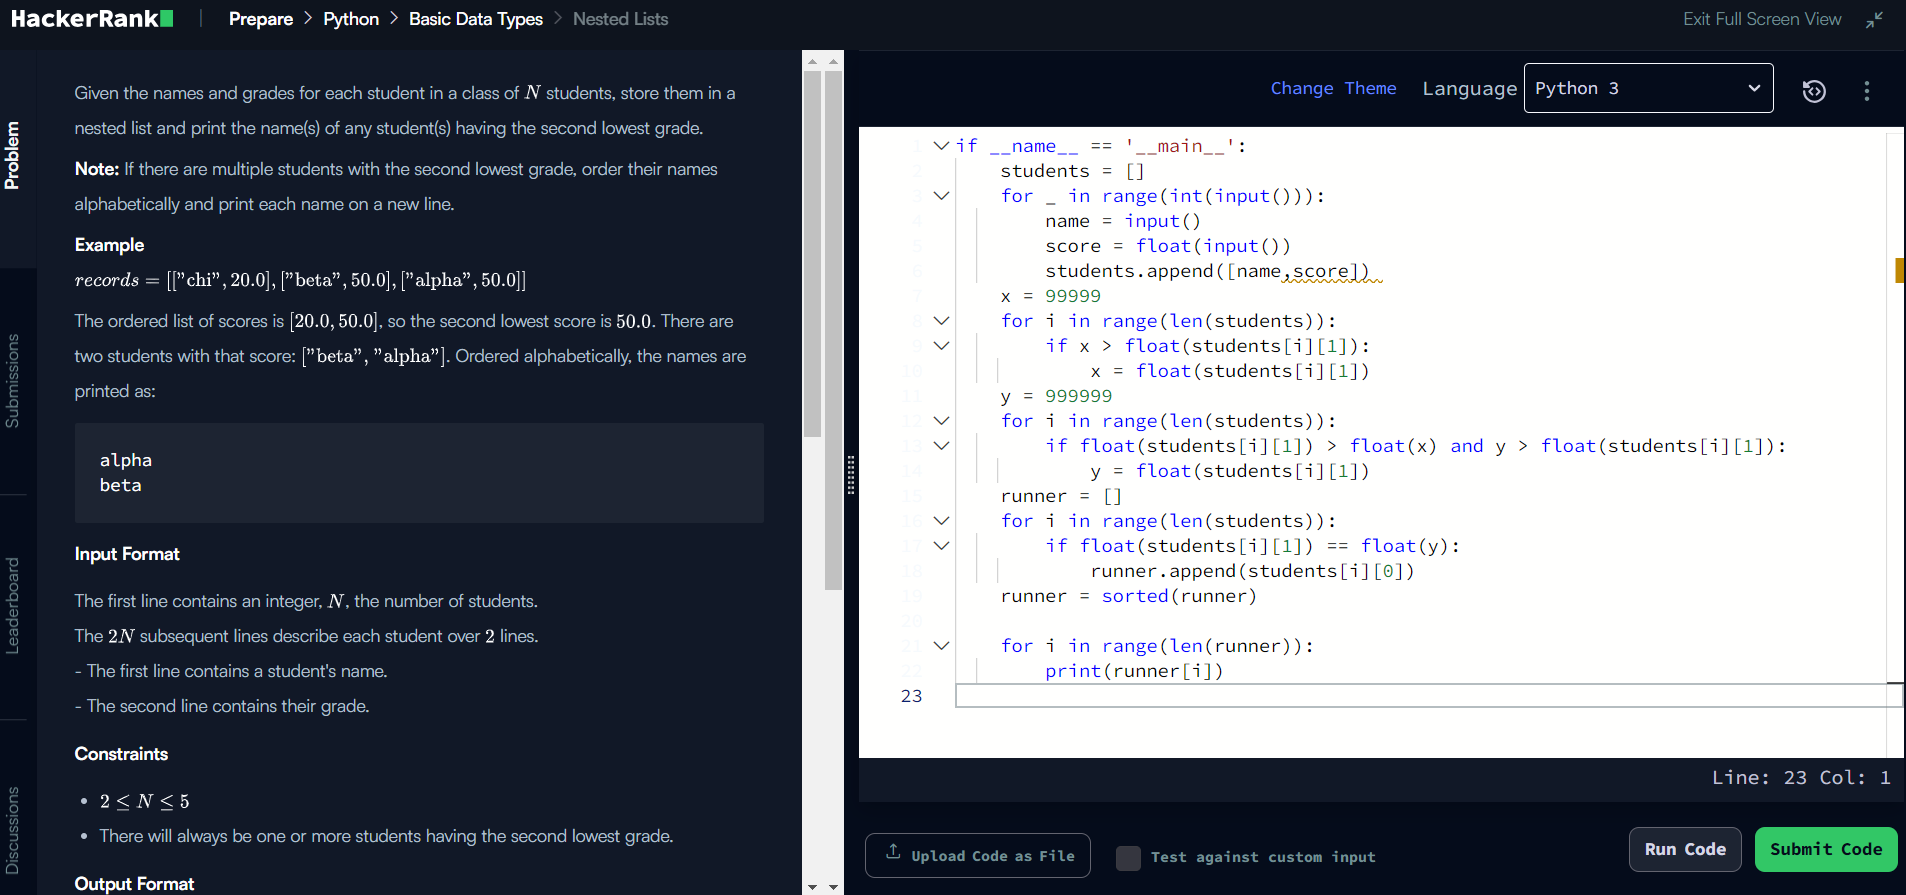 HackerRank
Prepare > Python > Basic Data Types > Nested Lists
Exit Full Screen View
Problem
Submissions
Leaderboard
Discussions
Given the names and grades for each student in a class of N students, store them in a
nested list and print the name(s) of any student(s) having the second lowest grade.
Note: If there are multiple students with the second lowest grade, order their names
alphabetically and print each name on a new line.
Example
records = [["chi", 20.0], ["beta", 50.0], ["alpha", 50.0]]
The ordered list of scores is [20.0, 50.0], so the second lowest score is 50.0. There are
two students with that score: ["beta", "alpha"]. Ordered alphabetically, the names are
printed as:
alpha
beta
Input Format
The first line contains an integer, N, the number of students.
The 2N subsequent lines describe each student over 2 lines.
- The first line contains a student's name.
- The second line contains their grade.
Constraints
• 2 ≤ N ≤ 5
• There will always be one or more students having the second lowest grade.
Output Format
Change Theme Language Python 3
1 if __name__ == '__main__':
2     students = []
3     for _ in range(int(input())):
4         name = input()
5         score = float(input())
6         students.append([name,score])
7     x = 99999
8     for i in range(len(students)):
9         if x > float(students[i][1]):
10             x = float(students[i][1])
11     y = 999999
12     for i in range(len(students)):
13         if float(students[i][1]) > float(x) and y > float(students[i][1]):
14             y = float(students[i][1])
15     runner = []
16     for i in range(len(students)):
17         if float(students[i][1]) == float(y):
18             runner.append(students[i][0])
19     runner = sorted(runner)
20
21     for i in range(len(runner)):
22         print(runner[i])
23
Line: 23 Col: 1
Upload Code as File
Test against custom input
Run Code
Submit Code